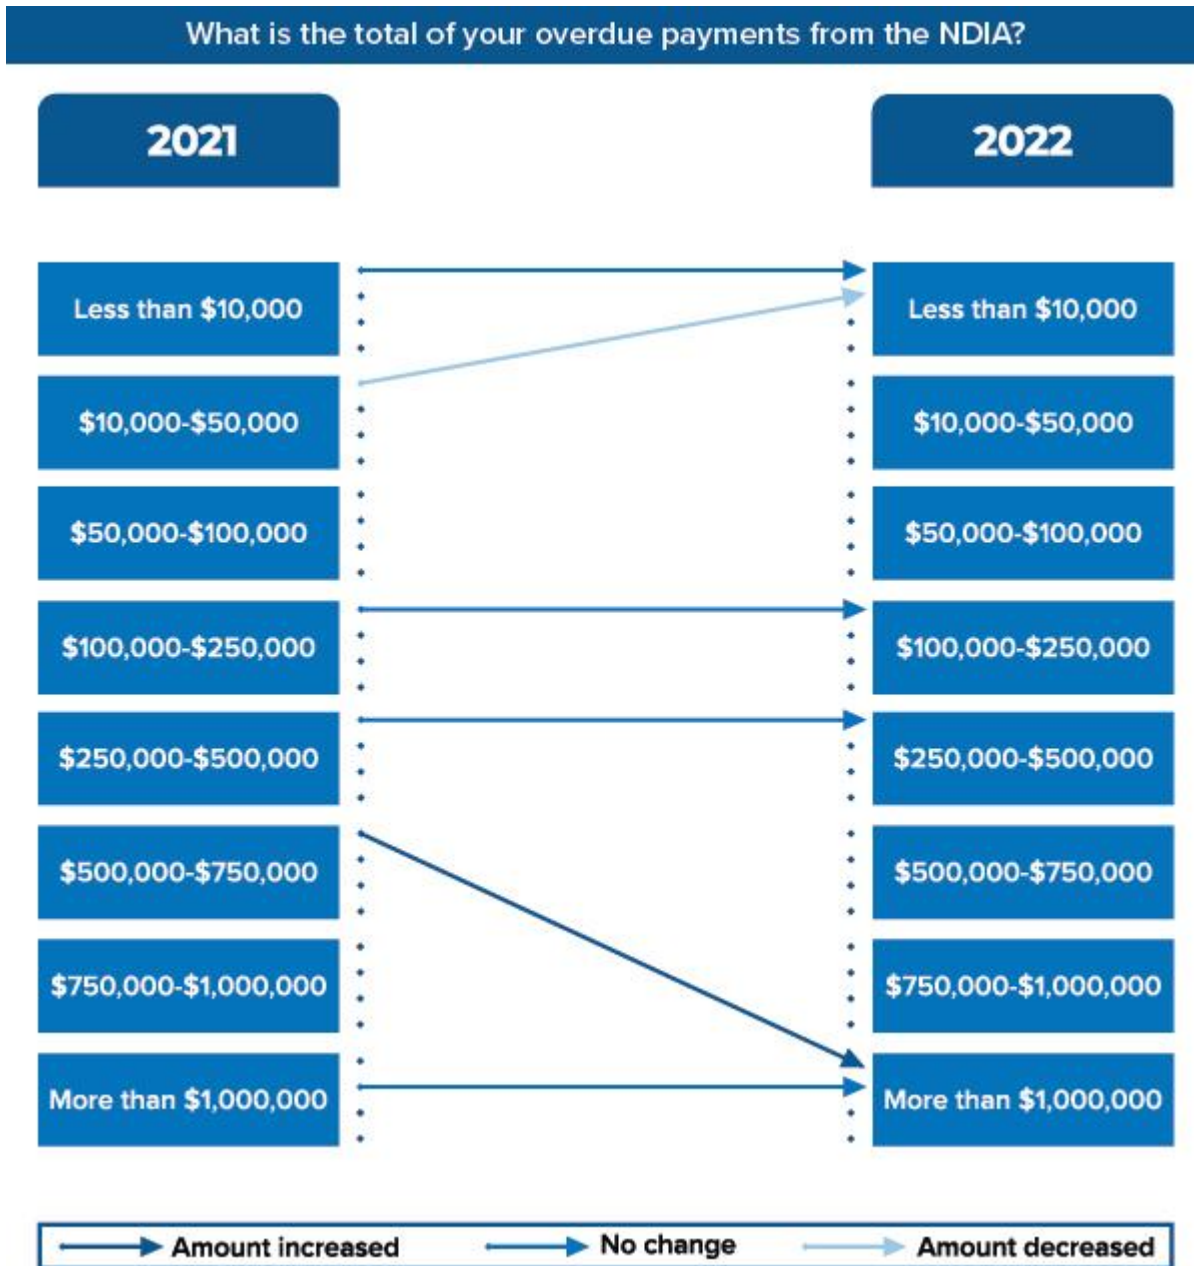 What is the total of your overdue payments from the NDIA?
2021
2022
Less than $10,000
Less than $10,000
$10,000-$50,000
$10,000-$50,000
$50,000-$100,000
$50,000-$100,000
$100,000-$250,000
$100,000-$250,000
$250,000-$500,000
$250,000-$500,000
$500,000-$750,000
$500,000-$750,000
$750,000-$1,000,000
$750,000-$1,000,000
More than $1,000,000
More than $1,000,000
Amount increased
No change
Amount decreased